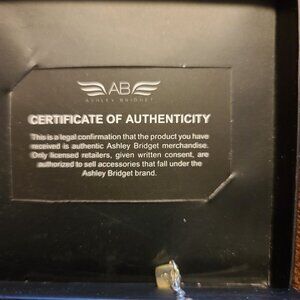 AB
ASHLEY BRIDGET
CERTIFICATE OF AUTHENTICITY
This is a legal confirmation that the product you have
received is authentic Ashley Bridget merchandise.
Only licensed retailers, given written consent, are
authorized to sell accessories that fall under the
Ashley Bridget brand.